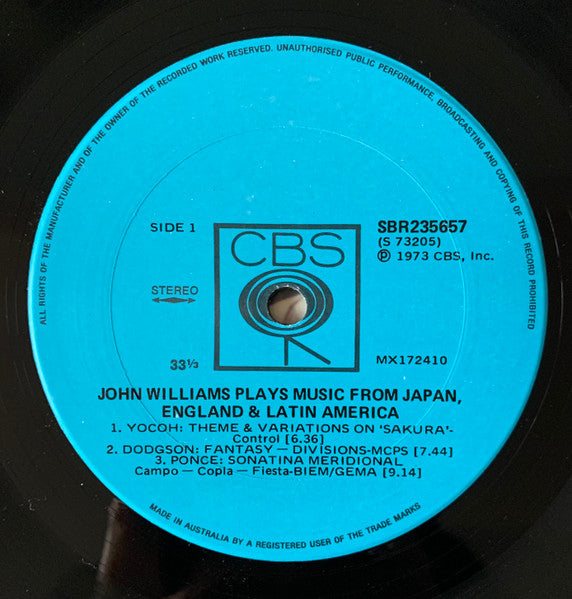 ALL RIGHTS OF THE MANUFACTURER AND OF THE OWNER OF THE RECORDED WORK RESERVED. UNAUTHORISED PUBLIC PERFORMANCE, BROADCASTING AND COPYING OF THIS RECORD PROHIBITED
SIDE 1
CBS
SBR235657
(S 73205)
℗ 1973 CBS, Inc.
STEREO
33⅓
MX172410
JOHN WILLIAMS PLAYS MUSIC FROM JAPAN,
ENGLAND & LATIN AMERICA
1. YOCOH: THEME & VARIATIONS ON 'SAKURA'-
Control [6.36]
2. DODGSON: FANTASY — DIVISIONS-MCPS [7.44]
3. PONCE: SONATINA MERIDIONAL
Campo — Copla — Fiesta-BIEM/GEMA [9.14]
MADE IN AUSTRALIA BY A REGISTERED USER OF THE TRADE MARKS